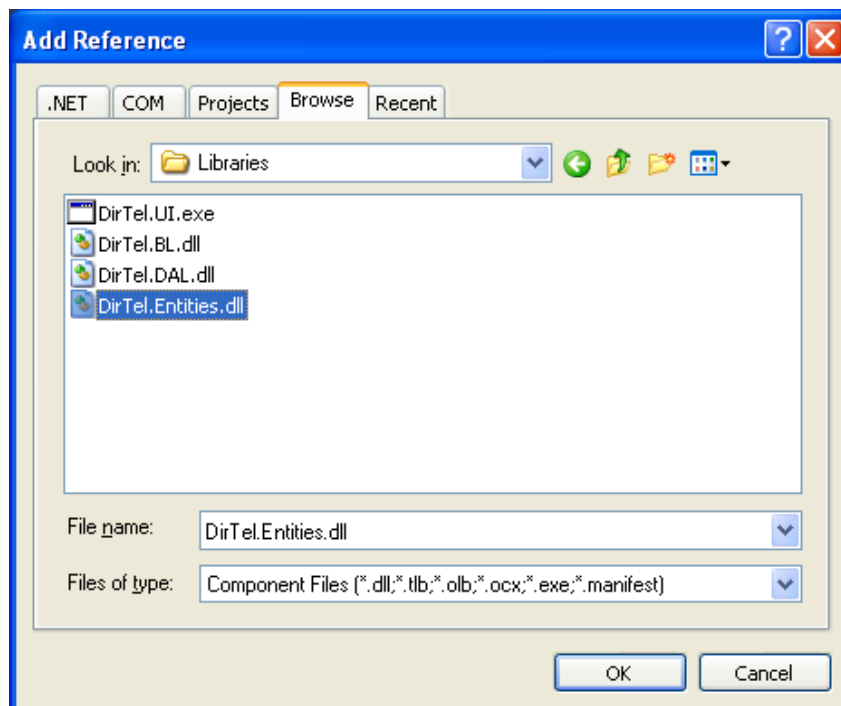 Add Reference
.NET COM Projects Browse Recent
Look in: Libraries
DirTel.UI.exe
DirTel.BL.dll
DirTel.DAL.dll
DirTel.Entities.dll
File name: DirTel.Entities.dll
Files of type: Component Files (*.dll;*.tlb;*.olb;*.ocx;*.exe;*.manifest)
OK Cancel